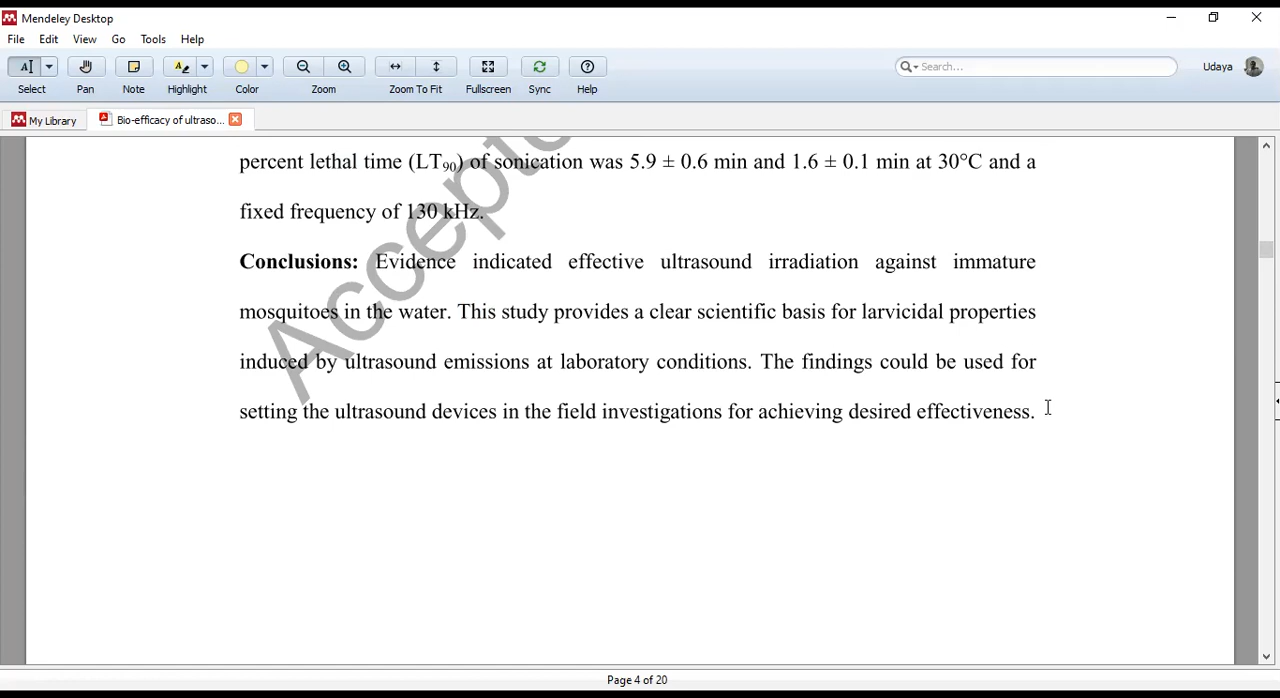 Mendeley Desktop
File Edit View Go Tools Help
Select Pan Note Highlight Color Zoom Zoom To Fit Fullscreen Sync Help Search... Udaya
My Library Bio-efficacy of ultraso...
percent lethal time (LT90) of sonication was 5.9 ± 0.6 min and 1.6 ± 0.1 min at 30°C and a
fixed frequency of 130 kHz.
Conclusions: Evidence indicated effective ultrasound irradiation against immature
mosquitoes in the water. This study provides a clear scientific basis for larvicidal properties
induced by ultrasound emissions at laboratory conditions. The findings could be used for
setting the ultrasound devices in the field investigations for achieving desired effectiveness.
Page 4 of 20